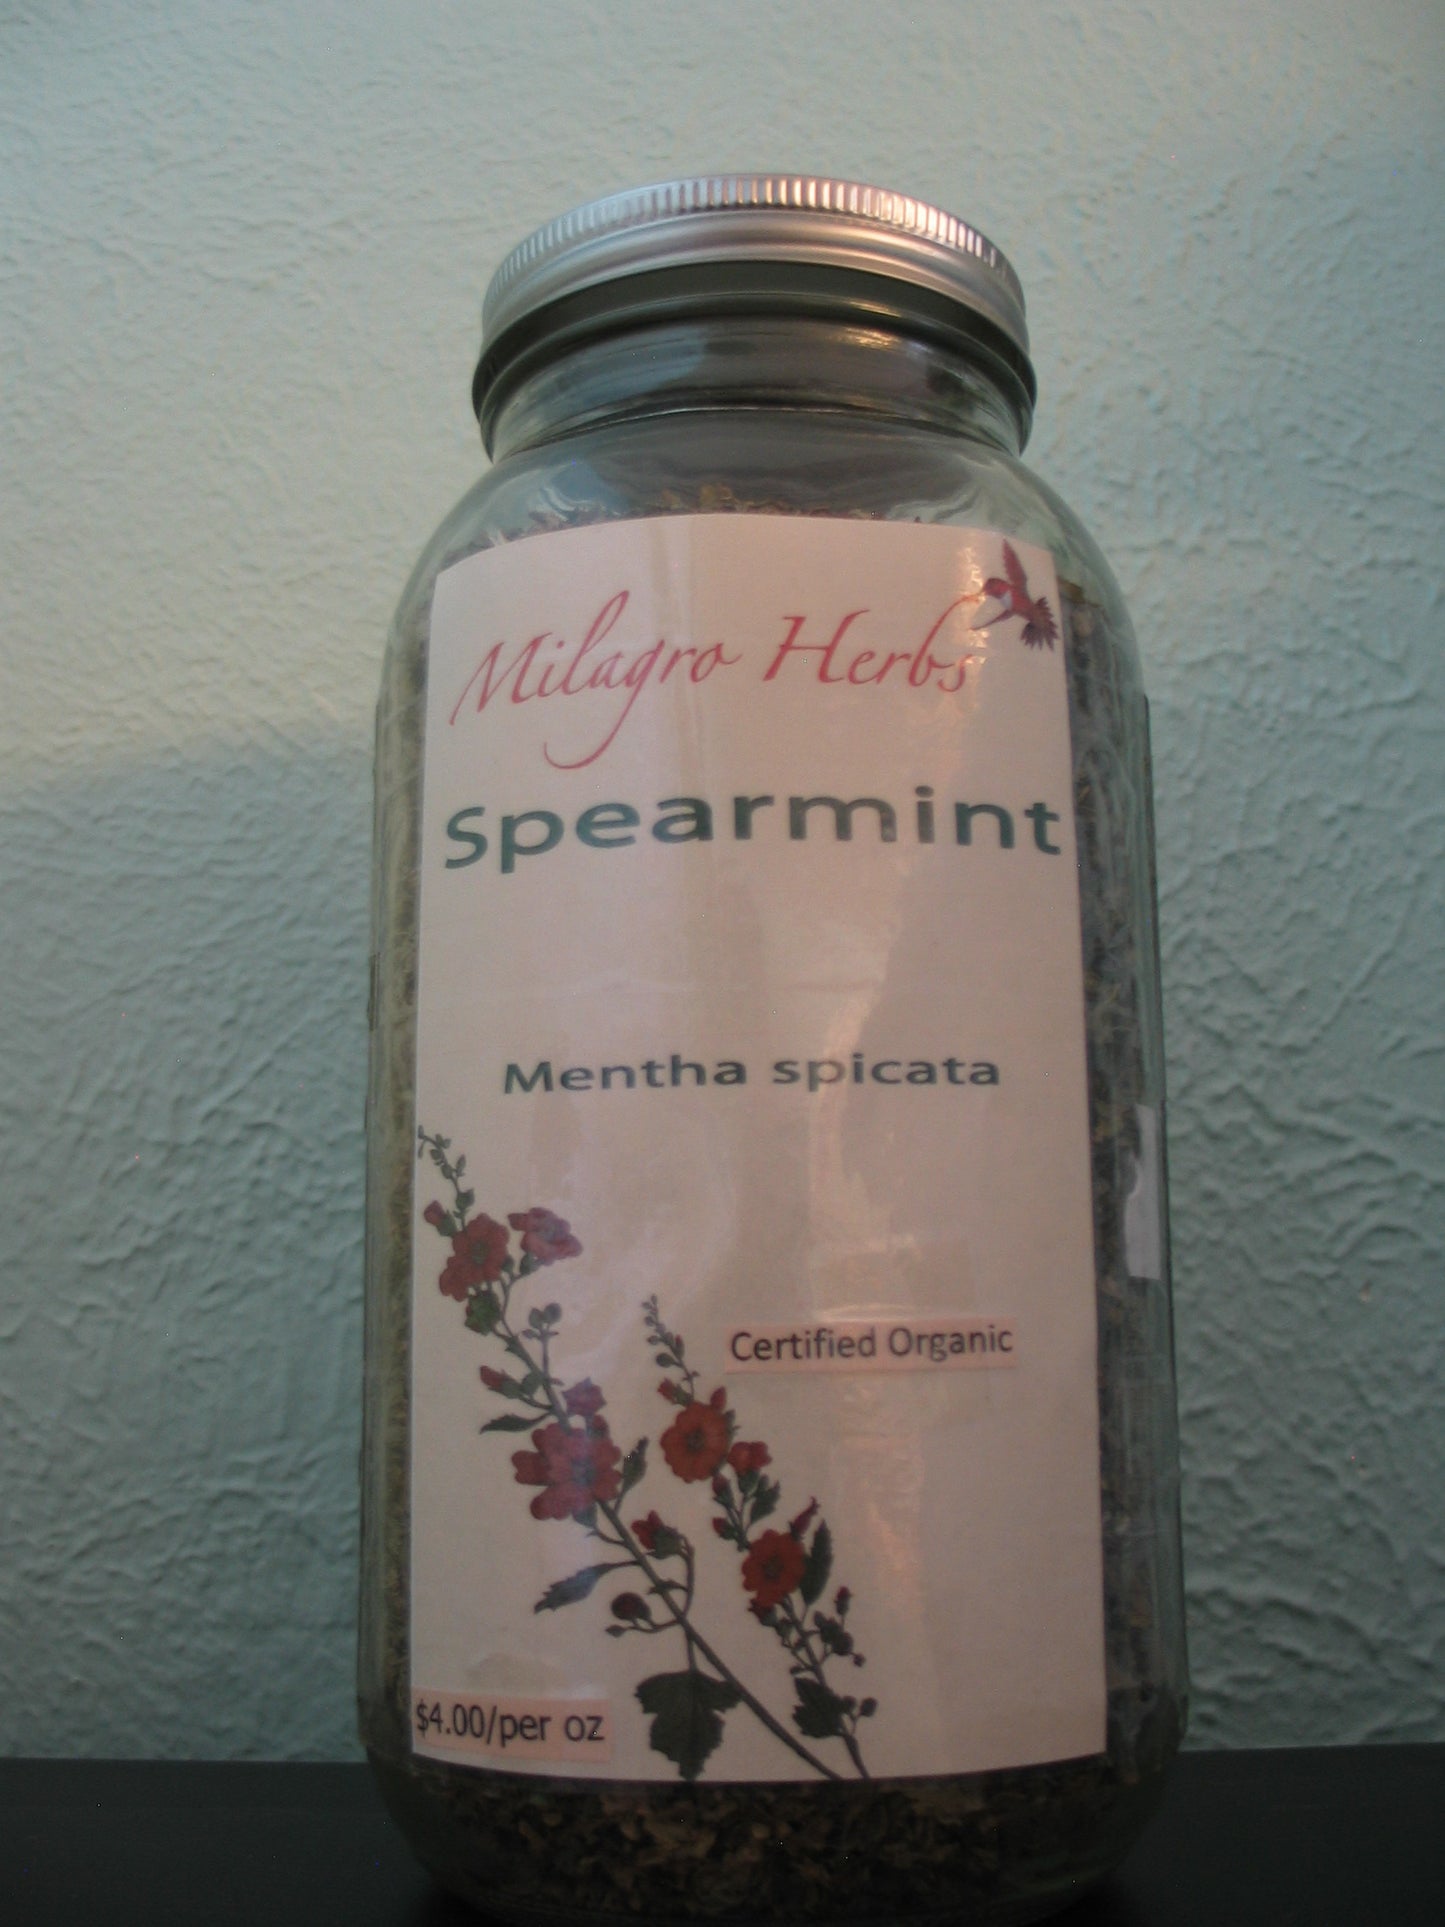 Milagro Herbs
Spearmint
Mentha spicata
Certified Organic
$4.00/per oz